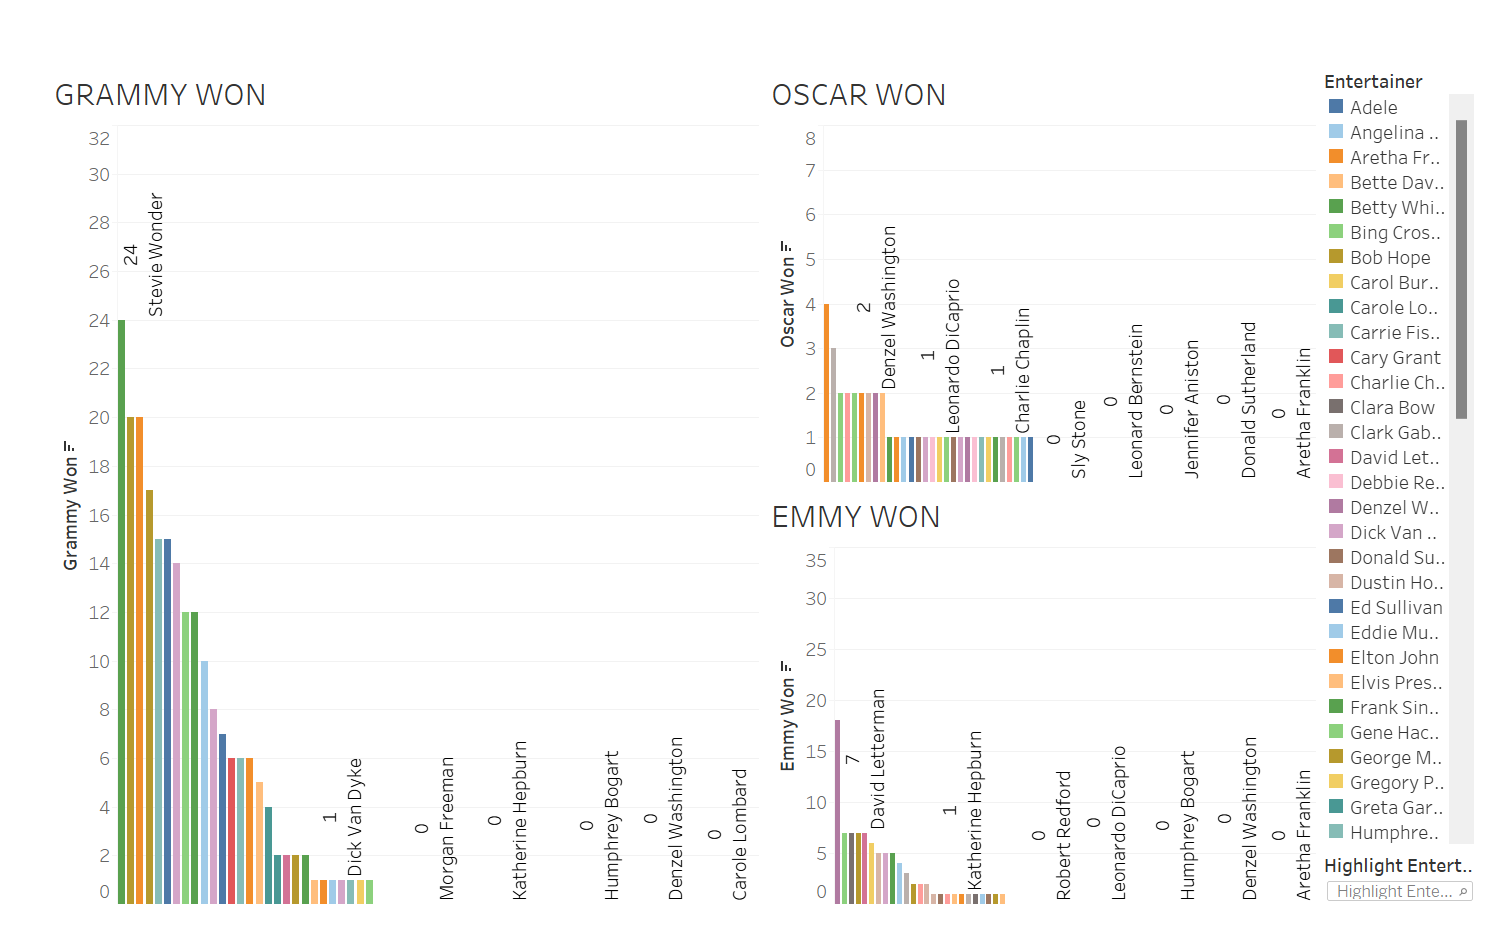 GRAMMY WON
32
30
28
26
24
22
20
18
16
14
12
10
8
6
4
2
0
Grammy Won
24
Stevie Wonder
1
Dick Van Dyke
0
Morgan Freeman
0
Katherine Hepburn
0
Humphrey Bogart
0
Denzel Washington
0
Carole Lombard
OSCAR WON
8
7
6
5
4
3
2
1
0
Oscar Won
2
Denzel Washington
1
Leonardo DiCaprio
1
Charlie Chaplin
0
Sly Stone
0
Leonard Bernstein
0
Jennifer Aniston
0
Donald Sutherland
0
Aretha Franklin
EMMY WON
35
30
25
20
15
10
5
0
Emmy Won
7
David Letterman
1
Katherine Hepburn
0
Robert Redford
0
Leonardo DiCaprio
0
Humphrey Bogart
0
Denzel Washington
0
Aretha Franklin
Entertainer
Adele
Angelina ..
Aretha Fr..
Bette Dav..
Betty Whi..
Bing Cros..
Bob Hope
Carol Bur..
Carole Lo..
Carrie Fis..
Cary Grant
Charlie Ch..
Clara Bow
Clark Gab..
David Let..
Debbie Re..
Denzel W..
Dick Van ..
Donald Su..
Dustin Ho..
Ed Sullivan
Eddie Mu..
Elton John
Elvis Pres..
Frank Sin..
Gene Hac..
George M..
Gregory P..
Greta Gar..
Humphre..
Highlight Entert..
Highlight Ente...